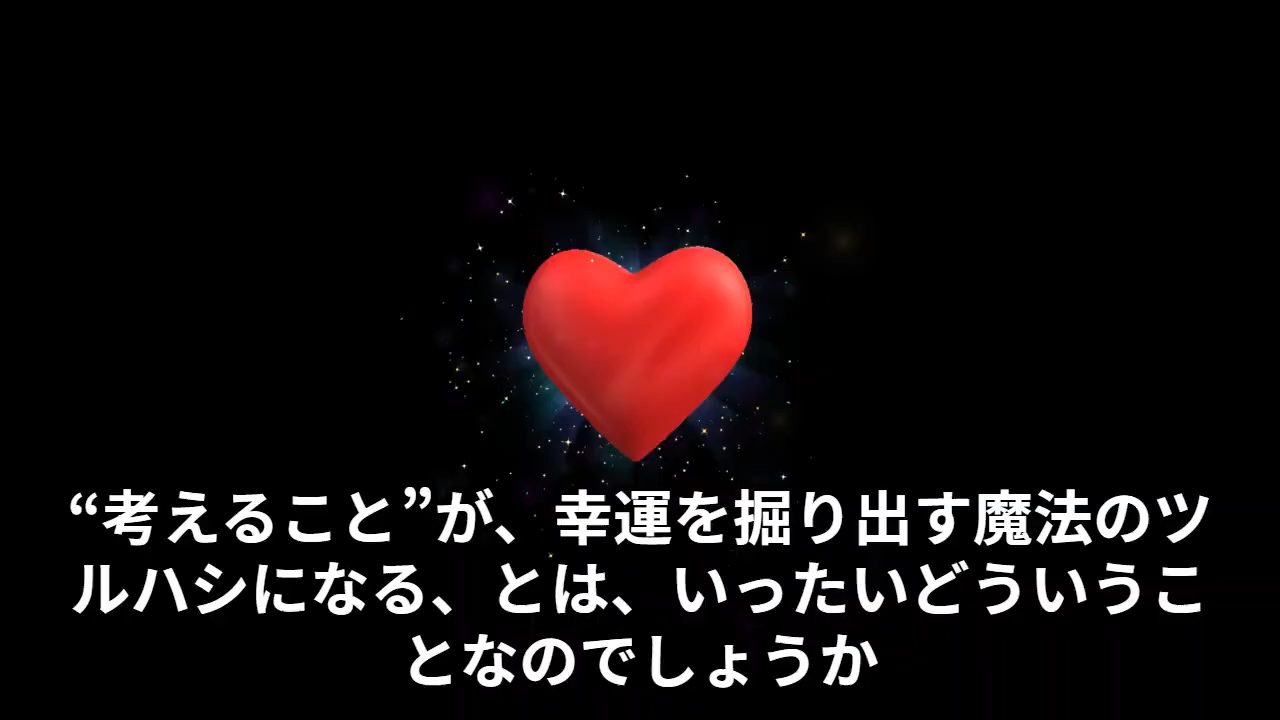 “考えること”が、幸運を掘り出す魔法のツ
ルハシになる、とは、いったいどういうこ
となのでしょうか